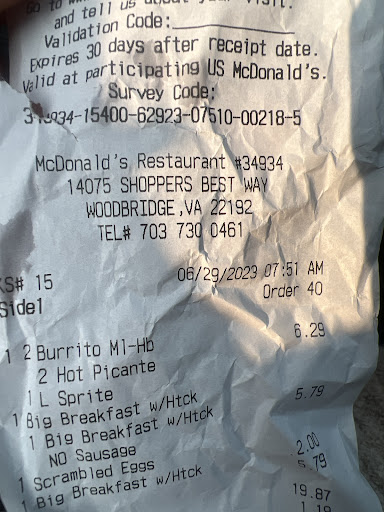 and tell us about your visit.
Validation Code:
Expires 30 days after receipt date.
Valid at participating US McDonald's.
Survey Code:
34934-15400-62923-07510-00218-5
McDonald's Restaurant #34934
14075 SHOPPERS BEST WAY
WOODBRIDGE,VA 22192
TEL# 703 730 0461
KS# 15 06/29/2023 07:51 AM
Side1 Order 40
1 2 Burrito Ml-Hb 6.29
2 Hot Picante
1 L Sprite
1 Big Breakfast w/Htck 5.79
1 Big Breakfast w/Htck
NO Sausage
1 Scrambled Eggs 2.00
1 Big Breakfast w/Htck 5.79
19.87